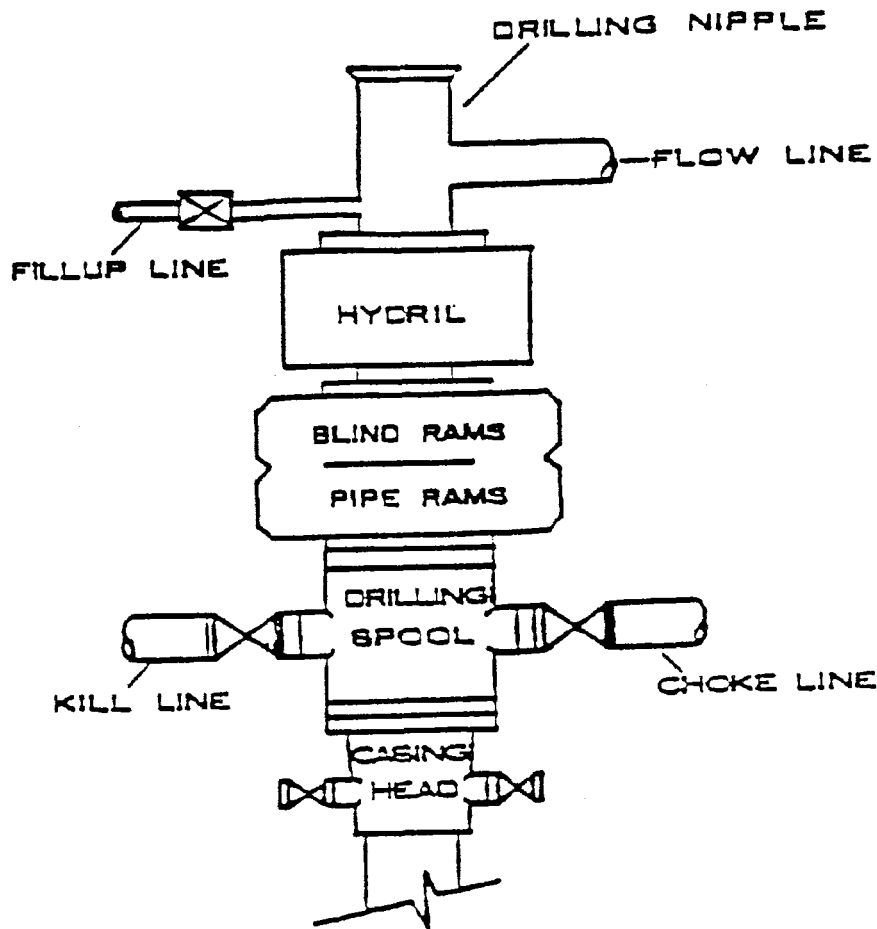 DRILLING NIPPLE
FLOW LINE
FILLUP LINE
HYDRIL
BLIND RAMS
PIPE RAMS
DRILLING
SPOOL
KILL LINE
CHOKE LINE
CASING
HEAD